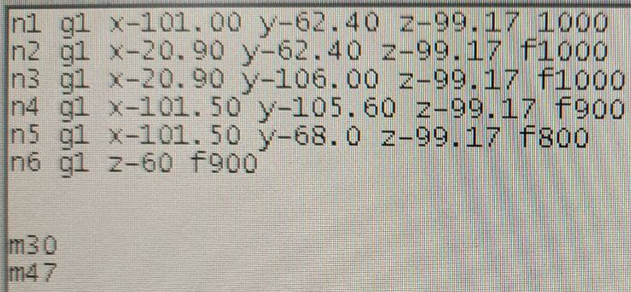 n1 g1 x-101.00 y-62.40 z-99.17 1000
n2 g1 x-20.90 y-62.40 z-99.17 f1000
n3 g1 x-20.90 y-106.00 z-99.17 f1000
n4 g1 x-101.50 y-105.60 z-99.17 f900
n5 g1 x-101.50 y-68.0 z-99.17 f800
n6 g1 z-60 f900
m30
m47